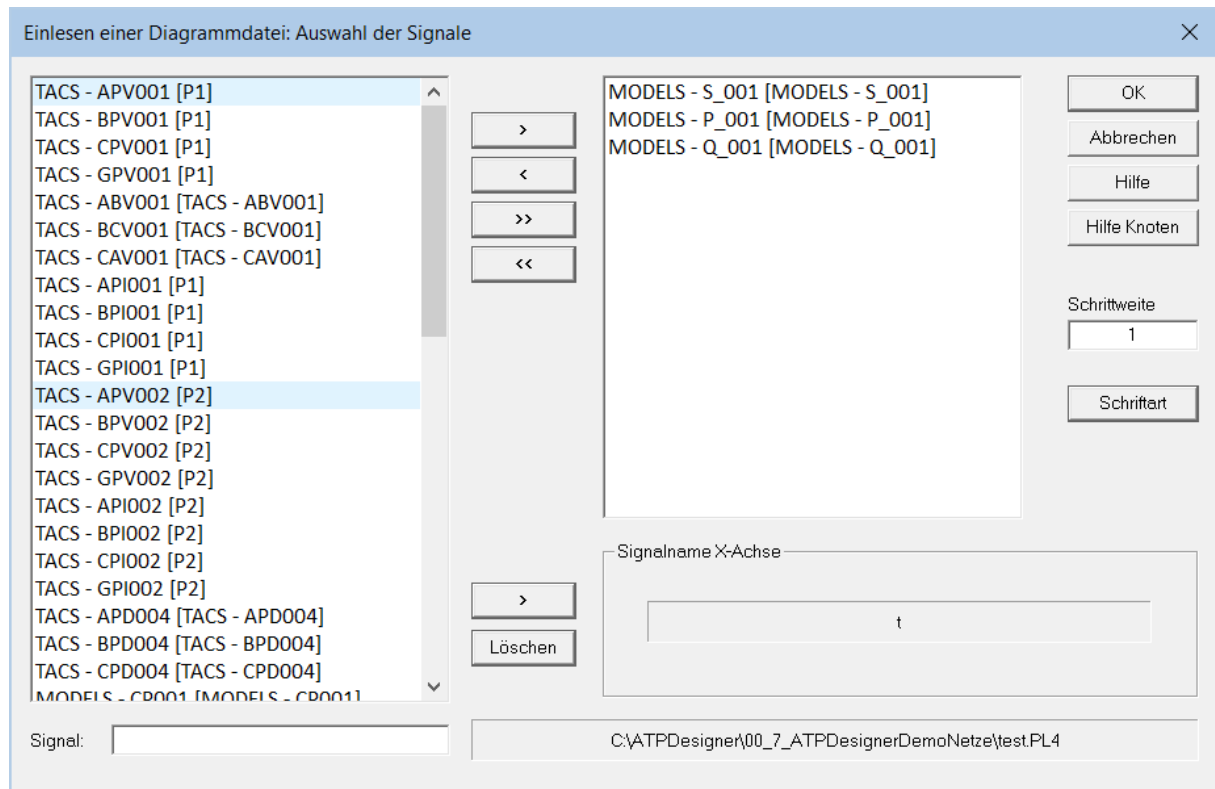 Einlesen einer Diagrammdatei: Auswahl der Signale
TACS - APV001 [P1]
TACS - BPV001 [P1]
TACS - CPV001 [P1]
TACS - GPV001 [P1]
TACS - ABV001 [TACS - ABV001]
TACS - BCV001 [TACS - BCV001]
TACS - CAV001 [TACS - CAV001]
TACS - API001 [P1]
TACS - BPI001 [P1]
TACS - CPI001 [P1]
TACS - GPI001 [P1]
TACS - APV002 [P2]
TACS - BPV002 [P2]
TACS - CPV002 [P2]
TACS - GPV002 [P2]
TACS - API002 [P2]
TACS - BPI002 [P2]
TACS - CPI002 [P2]
TACS - GPI002 [P2]
TACS - APD004 [TACS - APD004]
TACS - BPD004 [TACS - BPD004]
TACS - CPD004 [TACS - CPD004]
MODELS - CP001 [MODELS - CP001]
Signal:
>
<
>>
<<
>
Löschen
MODELS - S_001 [MODELS - S_001]
MODELS - P_001 [MODELS - P_001]
MODELS - Q_001 [MODELS - Q_001]
Signalname X-Achse
t
C:\ATPDesigner\00_7_ATPDesignerDemoNetze\test.PL4
OK
Abbrechen
Hilfe
Hilfe Knoten
Schrittweite
1
Schriftart